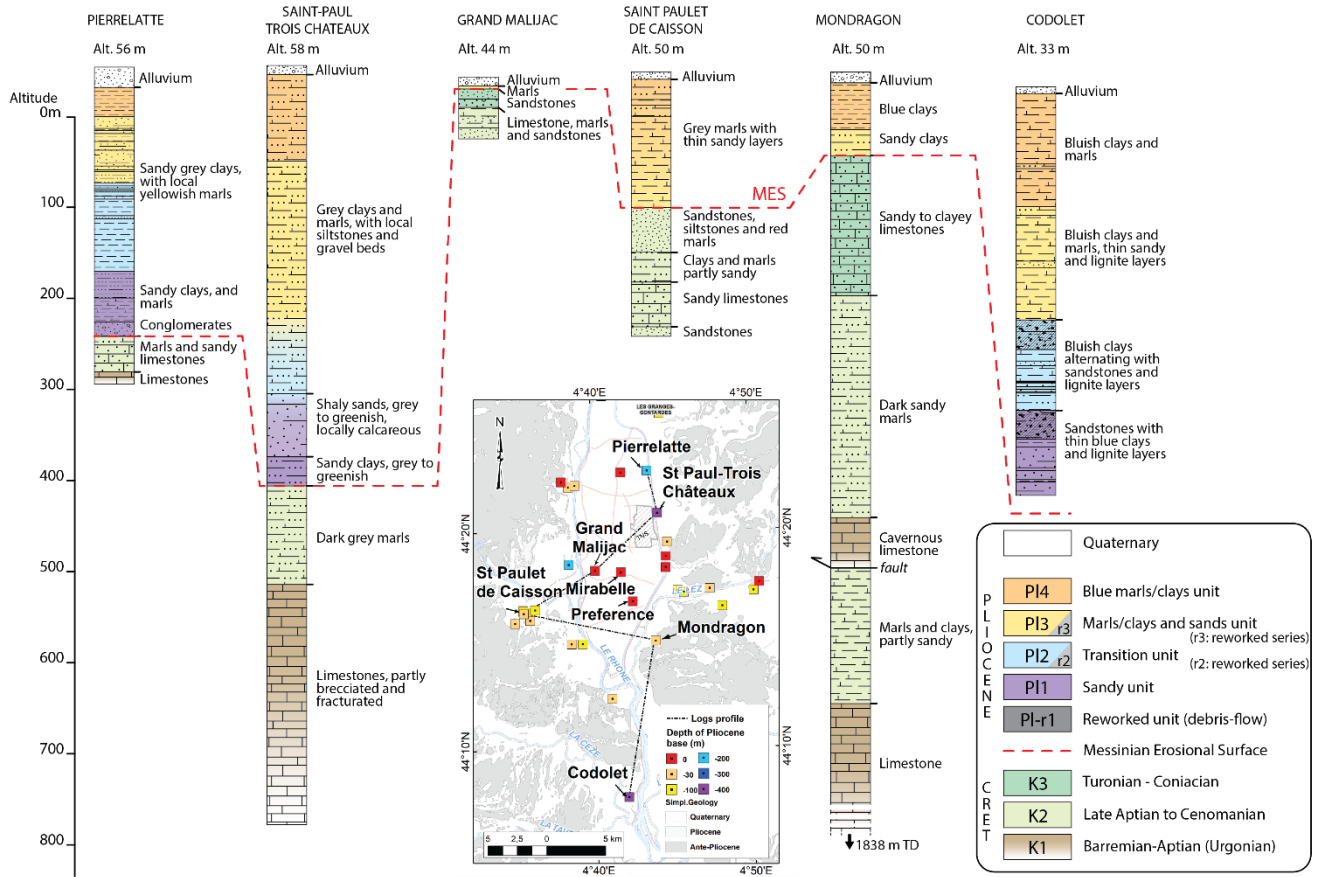 PIERRELATTE
Alt. 56 m
SAINT-PAUL
TROIS CHATEAUX
Alt. 58 m
GRAND MALIJAC
Alt. 44 m
SAINT PAULET
DE CAISSON
Alt. 50 m
MONDRAGON
Alt. 50 m
CODOLET
Alt. 33 m
Altitude
0m
100
200
300
400
500
600
700
800
Alluvium
Sandy grey clays,
with local
yellowish marls
Sandy clays, and
marls
Conglomerates
Marls and sandy
limestones
Limestones
Alluvium
Grey clays and
marls, with local
siltstones and
gravel beds
Shaly sands, grey
to greenish,
locally calcareous
Sandy clays, grey to
greenish
Dark grey marls
Limestones, partly
brecciated and
fracturated
Alluvium
Marls
Sandstones
Limestone, marls
and sandstones
Alluvium
Grey marls with
thin sandy layers
MES
Sandstones,
siltstones and red
marls
Clays and marls
partly sandy
Sandy limestones
Sandstones
Alluvium
Blue clays
Sandy clays
Sandy to clayey
limestones
Dark sandy
marls
Cavernous
limestone
fault
Marls and clays,
partly sandy
Limestone
1838 m TD
Alluvium
Bluish clays and
marls
Bluish clays and
marls, thin sandy
and lignite layers
Bluish clays
alternating with
sandstones and
lignite layers
Sandstones with
thin blue clays
and lignite layers
4°40'E
4°50'E
LES GRANGES-
GONTARDES
N
Pierrelatte
St Paul-Trois
Châteaux
TNS
44°20'N
44°20'N
Grand
Malijac
St Paulet
de Caisson
Mirabelle
Preference
LE LEZ
Mondragon
LE RHONE
LA CEZE
44°10'N
44°10'N
Codolet
Logs profile
Depth of Pliocene
base (m)
0
-200
-30
-300
-100
-400
Simpl.Geology
Quaternary
Pliocene
Ante-Pliocene
5 2,5 0 5 km
4°40'E
4°50'E
Quaternary
PLIOCENE
Pl4 Blue marls/clays unit
Pl3 r3 Marls/clays and sands unit
(r3: reworked series)
Pl2 r2 Transition unit
(r2: reworked series)
Pl1 Sandy unit
Pl-r1 Reworked unit (debris-flow)
Messinian Erosional Surface
CRET
K3 Turonian - Coniacian
K2 Late Aptian to Cenomanian
K1 Barremian-Aptian (Urgonian)